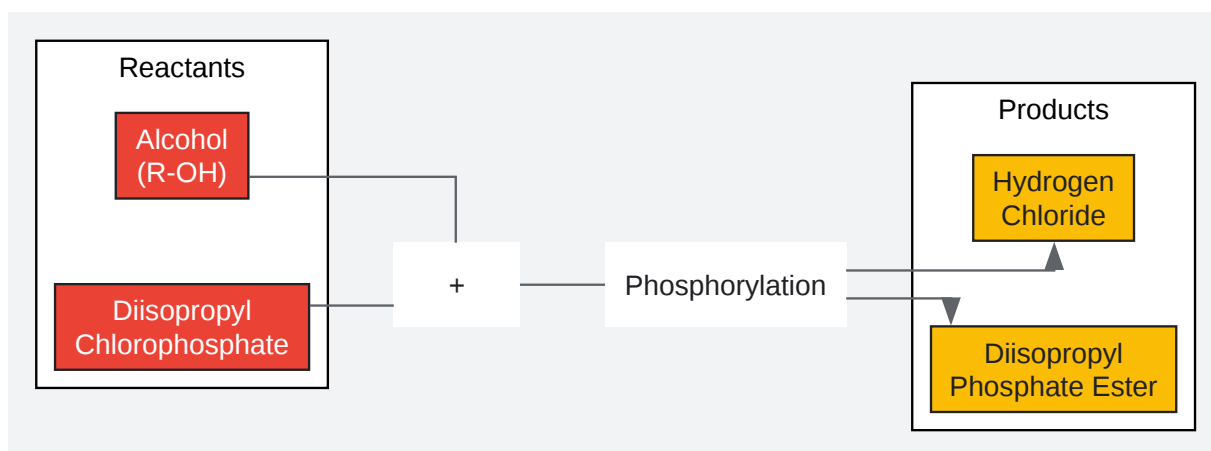 Reactants
Alcohol
(R-OH)
Diisopropyl
Chlorophosphate
+
Phosphorylation
Products
Hydrogen
Chloride
Diisopropyl
Phosphate Ester